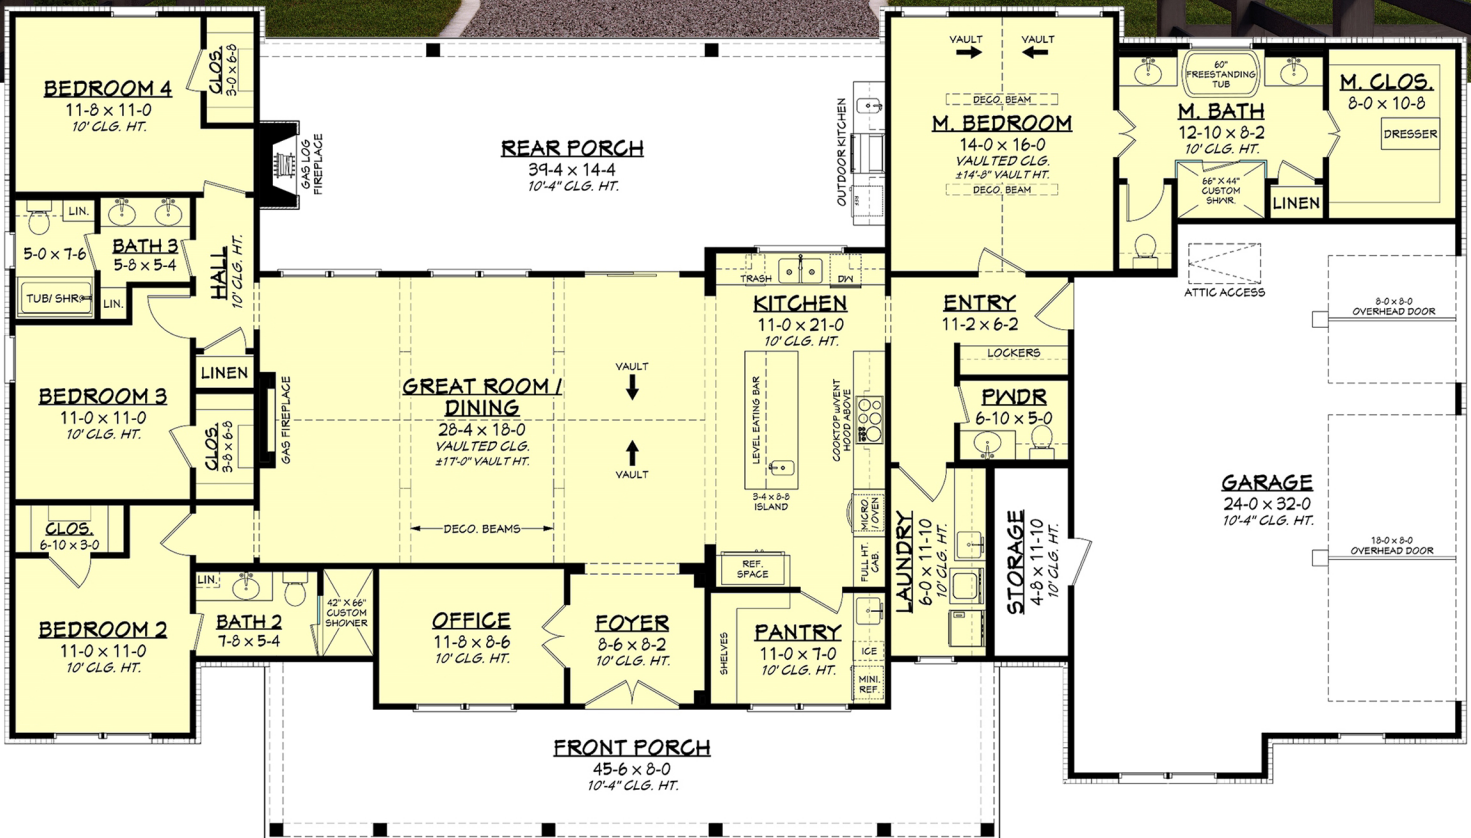 BEDROOM 4
11-8 x 11-0
10' CLG. HT.
CLOS.
3-0 x 6-8
GAS LOG
FIREPLACE
REAR PORCH
39-4 x 14-4
10'-4" CLG. HT.
OUTDOOR KITCHEN
REF.
VAULT
VAULT
DECO. BEAM
M. BEDROOM
14-0 x 16-0
VAULTED CLG.
±14'-8" VAULT HT.
DECO. BEAM
60"
FREESTANDING
TUB
M. BATH
12-10 x 8-2
10' CLG. HT.
66" X 44"
CUSTOM
SHWR.
LINEN
M. CLOS.
8-0 x 10-8
DRESSER
LIN.
5-0 x 7-6
TUB/ SHR.
BATH 3
5-8 x 5-4
LIN.
HALL
10' CLG. HT.
TRASH
DW
KITCHEN
11-0 x 21-0
10' CLG. HT.
ENTRY
11-2 x 6-2
LOCKERS
ATTIC ACCESS
8-0 x 8-0
OVERHEAD DOOR
BEDROOM 3
11-0 x 11-0
10' CLG. HT.
LINEN
CLOS.
3-8 x 6-8
GAS FIREPLACE
GREAT ROOM /
DINING
28-4 x 18-0
VAULTED CLG.
±17'-0" VAULT HT.
VAULT
VAULT
DECO. BEAMS
LEVEL EATING BAR
3-4 x 8-8
ISLAND
COOKTOP w/VENT
HOOD ABOVE
MICRO.
/ OVEN
FULL HT.
CAB.
REF.
SPACE
PWDR
6-10 x 5-0
GARAGE
24-0 x 32-0
10'-4" CLG. HT.
18-0 x 8-0
OVERHEAD DOOR
CLOS.
6-10 x 3-0
BEDROOM 2
11-0 x 11-0
10' CLG. HT.
LIN.
BATH 2
7-8 x 5-4
42" X 66"
CUSTOM
SHOWER
OFFICE
11-8 x 8-6
10' CLG. HT.
FOYER
8-6 x 8-2
10' CLG. HT.
SHELVES
PANTRY
11-0 x 7-0
10' CLG. HT.
ICE
MINI.
REF.
LAUNDRY
6-0 x 11-10
10' CLG. HT.
STORAGE
4-8 x 11-10
10' CLG. HT.
FRONT PORCH
45-6 x 8-0
10'-4" CLG. HT.